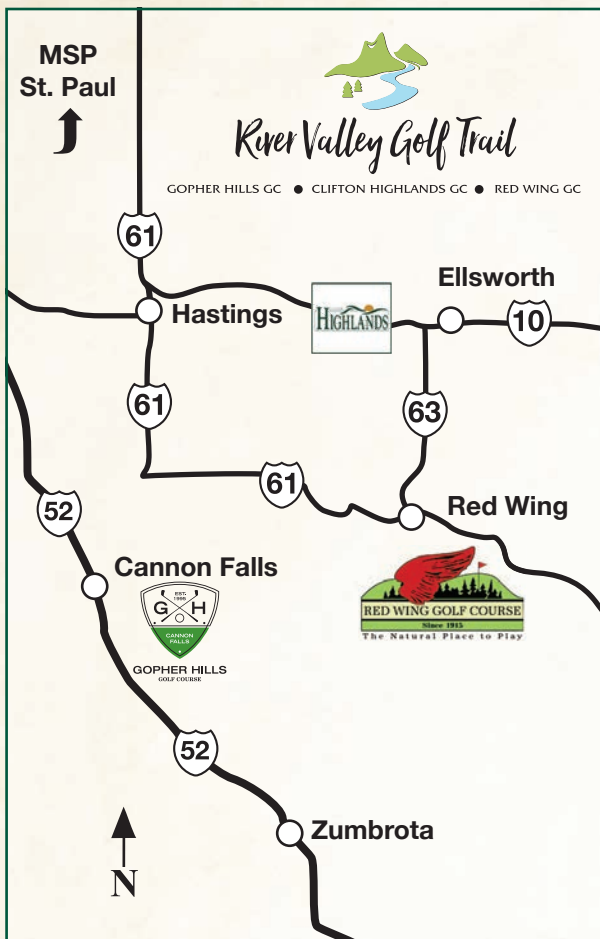 MSP
St. Paul
River Valley Golf Trail
GOPHER HILLS GC ● CLIFTON HIGHLANDS GC ● RED WING GC
61
Ellsworth
Hastings
HIGHLANDS
10
61
63
61
52
Red Wing
Cannon Falls
EST.
1995
G H
CANNON
FALLS
GOPHER HILLS
GOLF COURSE
RED WING GOLF COURSE
Since 1915
The Natural Place to Play
52
Zumbrota
N